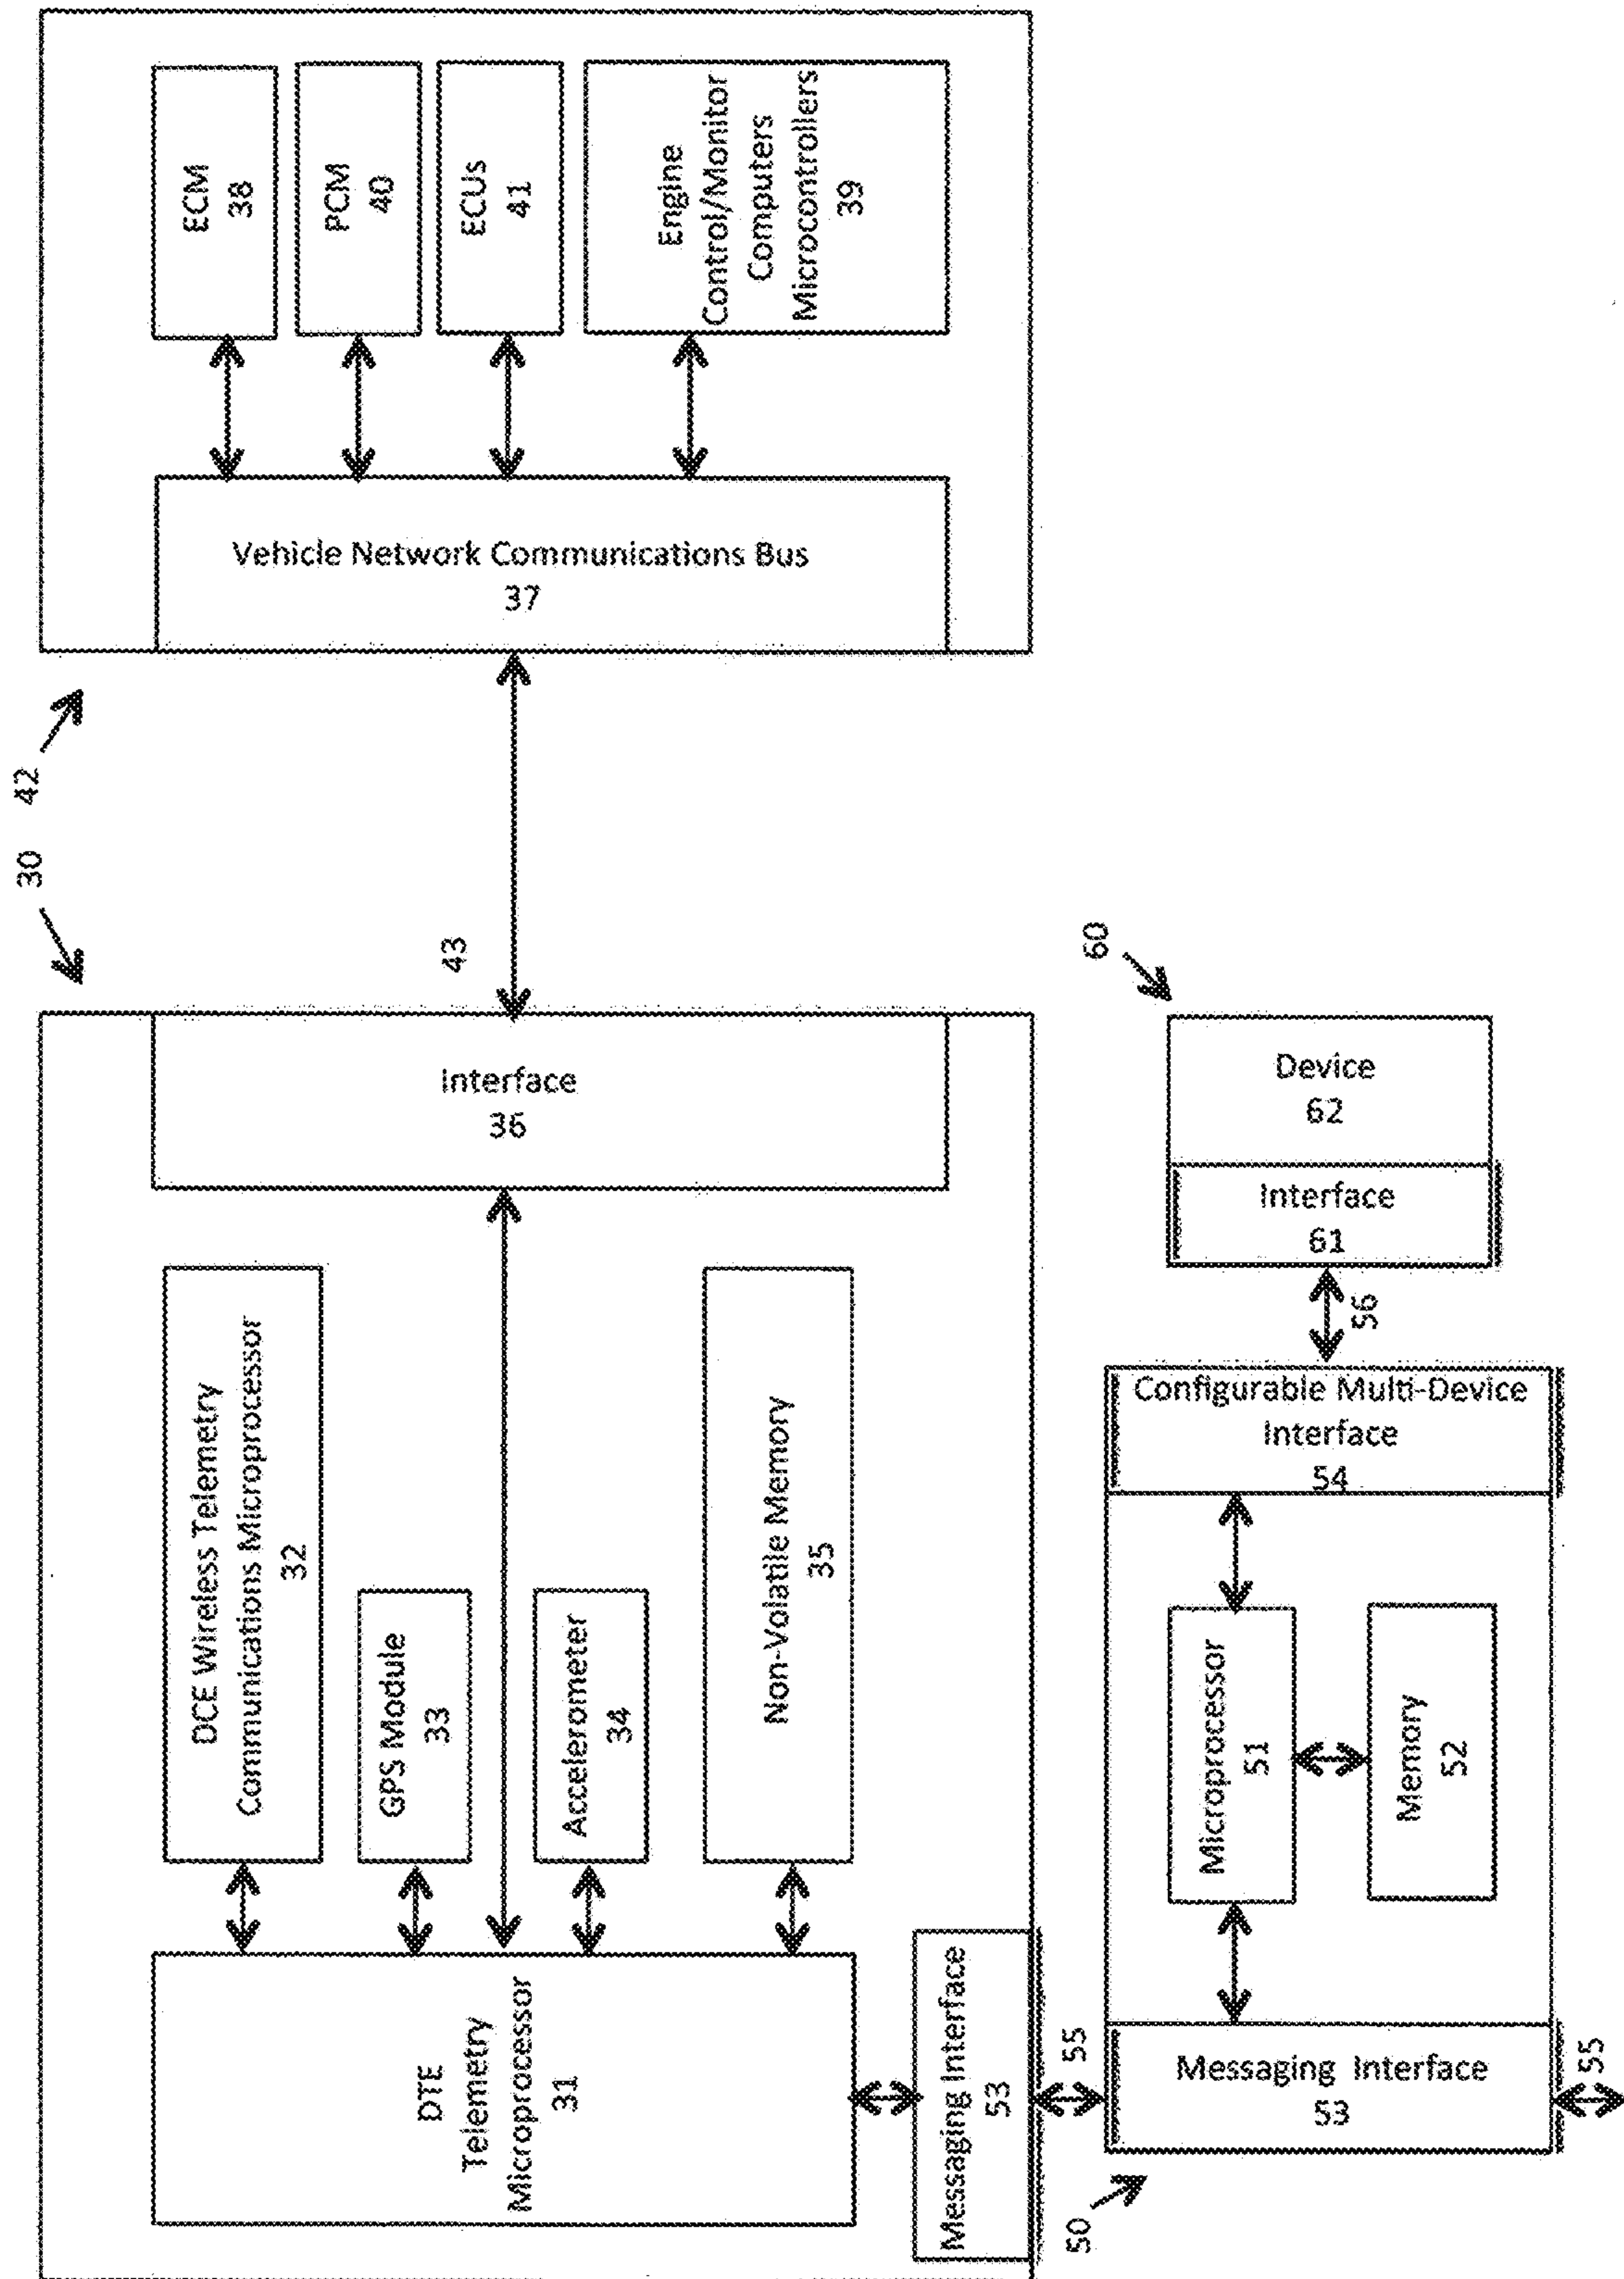 42
30
ECM
38
PCM
40
ECUs
41
Engine
Control/Monitor
Computers
Microcontrollers
39
Vehicle Network Communications Bus
37
43
Interface
36
DCE Wireless Telemetry
Communications Microprocessor
32
GPS Module
33
Accelerometer
34
Non-Volatile Memory
35
DTE
Telemetry
Microprocessor
31
Messaging Interface
53
55
60
Device
62
Interface
61
56
Configurable Multi-Device
Interface
54
Microprocessor
51
Memory
52
Messaging Interface
53
55
50